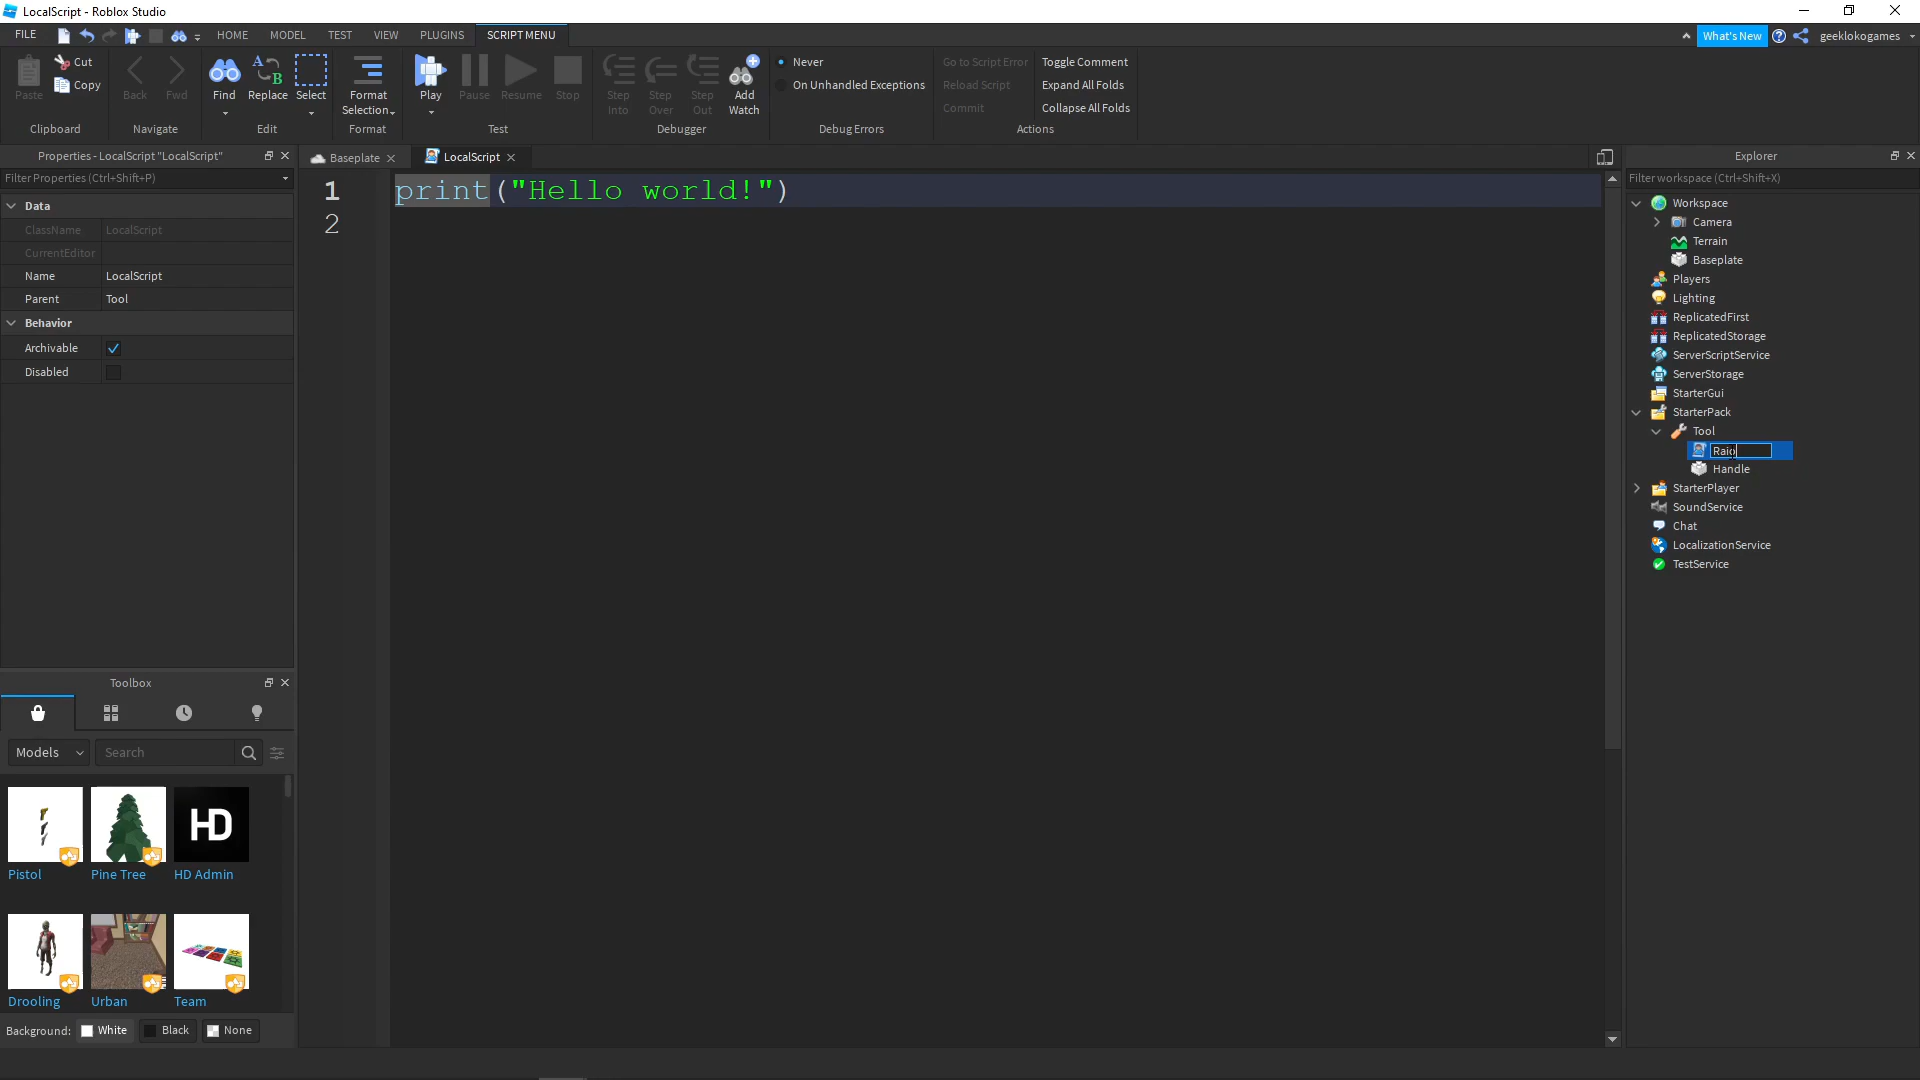 LocalScript - Roblox Studio
FILE HOME MODEL TEST VIEW PLUGINS SCRIPT MENU What's New geeklokogames
Paste Cut Copy Clipboard
Back Fwd Navigate
Find Replace Select Edit
Format Selection Format
Play Pause Resume Stop Test
Step Into Step Over Step Out Add Watch Debugger
Never
On Unhandled Exceptions
Debug Errors
Go to Script Error
Reload Script
Commit
Toggle Comment
Expand All Folds
Collapse All Folds
Actions
Properties - LocalScript "LocalScript"
Filter Properties (Ctrl+Shift+P)
Data
ClassName LocalScript
CurrentEditor
Name LocalScript
Parent Tool
Behavior
Archivable
Disabled
Toolbox
Models Search
HD
Pistol Pine Tree HD Admin
Drooling Urban Team
Background: White Black None
Baseplate LocalScript
1 print("Hello world!")
2
Explorer
Filter workspace (Ctrl+Shift+X)
Workspace
Camera
Terrain
Baseplate
Players
Lighting
ReplicatedFirst
ReplicatedStorage
ServerScriptService
ServerStorage
StarterGui
StarterPack
Tool
Raio
Handle
StarterPlayer
SoundService
Chat
LocalizationService
TestService